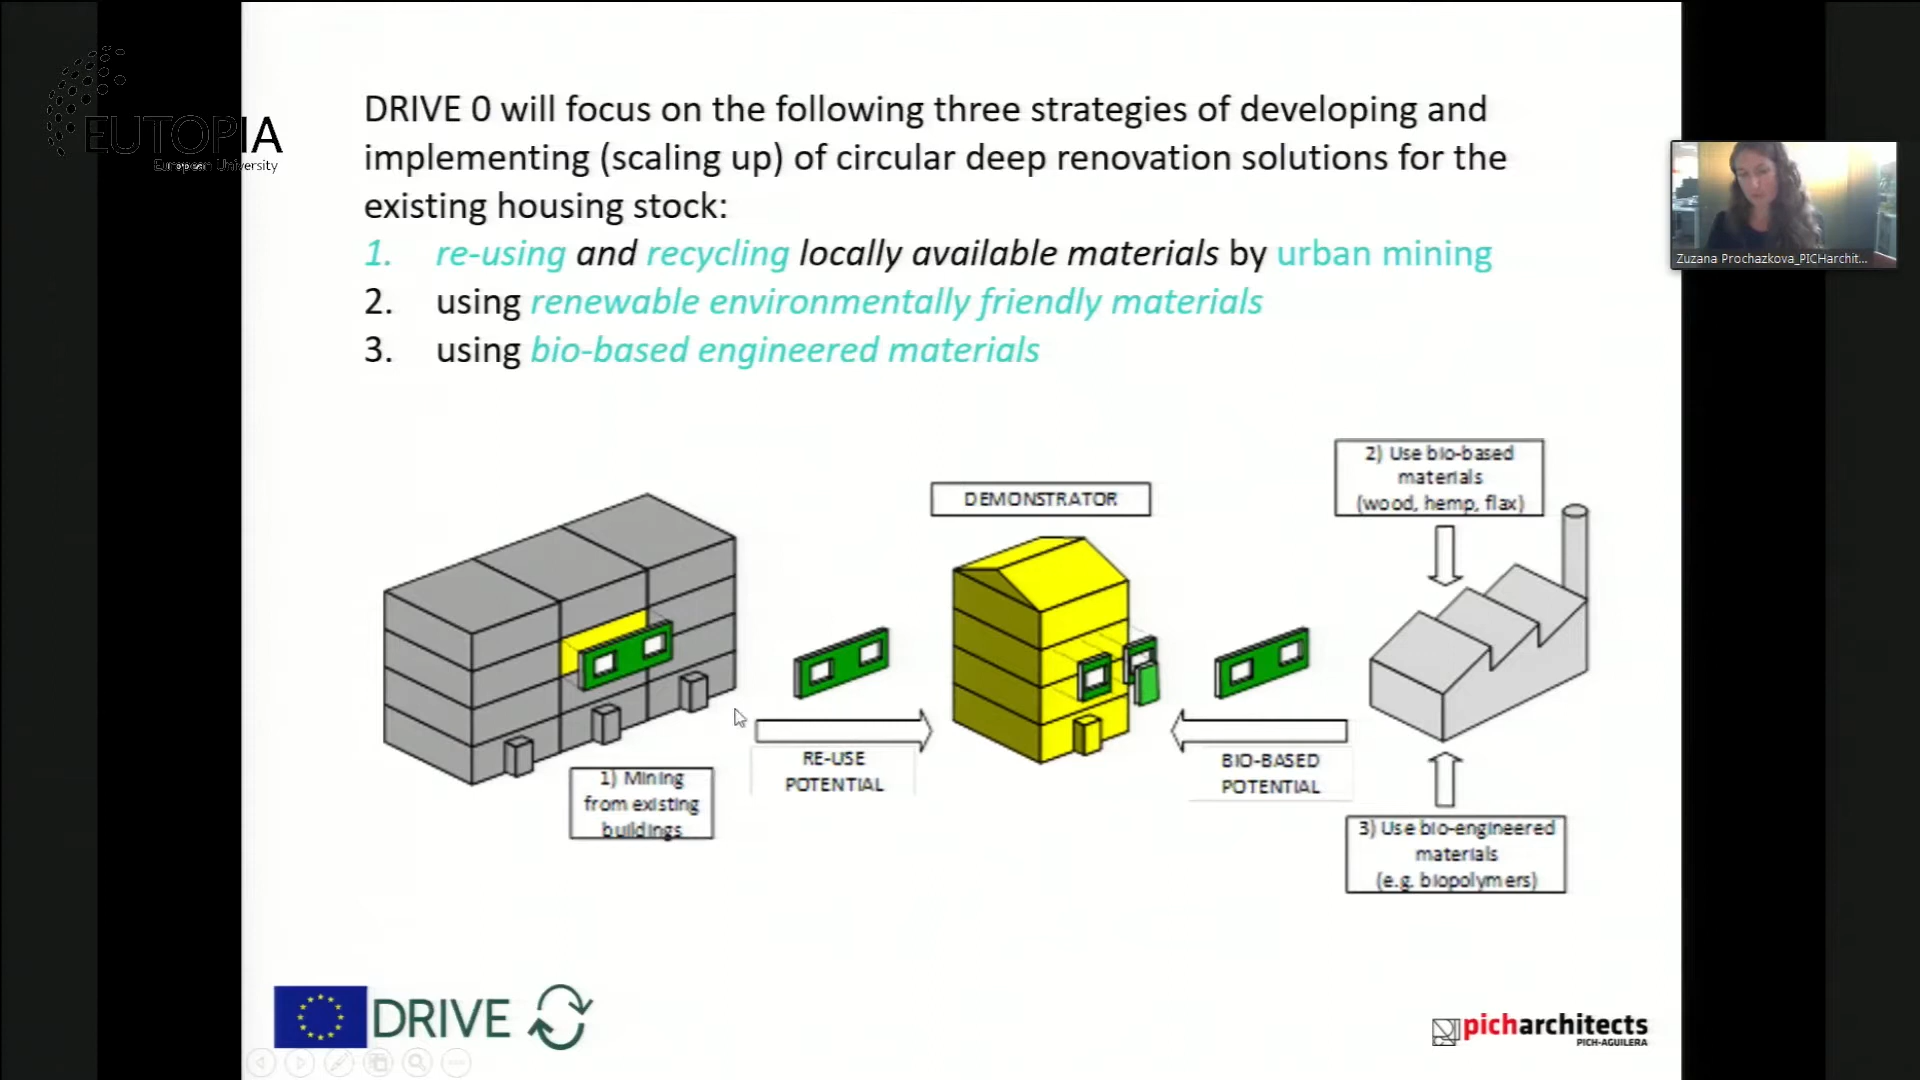 EUTOPIA
European University
DRIVE 0 will focus on the following three strategies of developing and
implementing (scaling up) of circular deep renovation solutions for the
existing housing stock:
1. re-using and recycling locally available materials by urban mining
2. using renewable environmentally friendly materials
3. using bio-based engineered materials
Zuzana Prochazkova_PICHarchit...
2) Use bio-based
materials
(wood, hemp, flax)
DEMONSTRATOR
RE-USE
POTENTIAL
BIO-BASED
POTENTIAL
1) Mining
from existing
buildings
3) Use bio-engineered
materials
(e.g. biopolymers)
DRIVE
picharchitects
PICH-AGUILERA